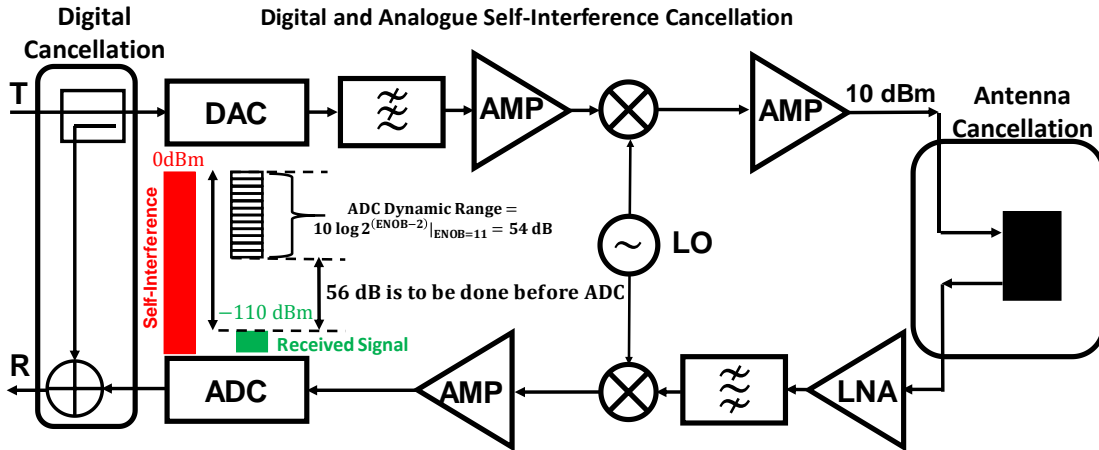 Digital
Cancellation
Digital and Analogue Self-Interference Cancellation
T
DAC
AMP
AMP
10 dBm
Antenna
Cancellation
0dBm
Self-Interference
ADC Dynamic Range =
10 log 2^(ENOB−2)|ENOB=11 = 54 dB
LO
56 dB is to be done before ADC
−110 dBm
Received Signal
R
ADC
AMP
LNA